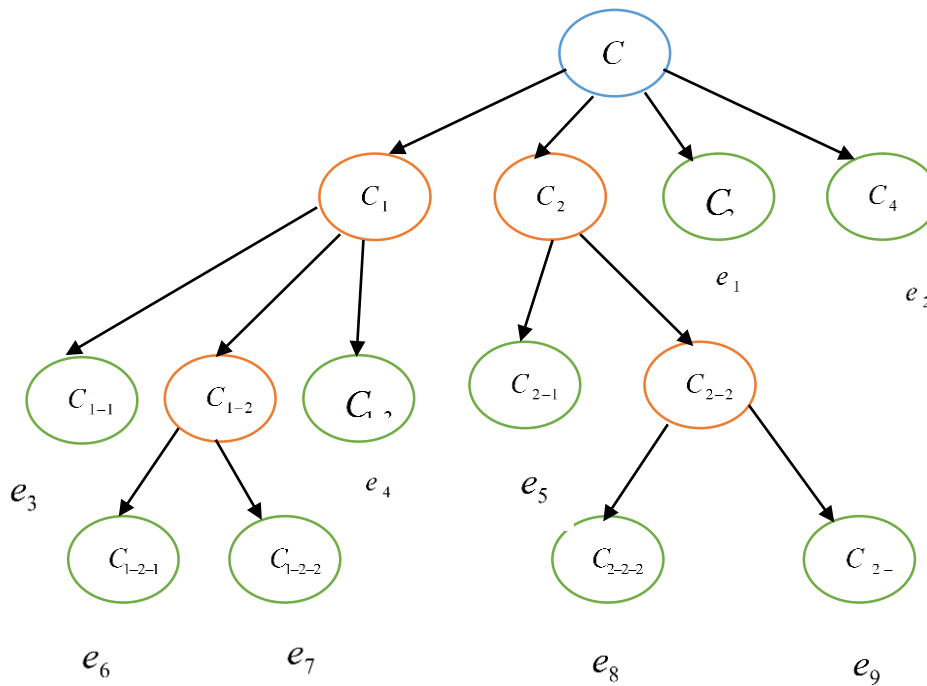 C
C₁ C₂ C C₄
e₁ e₂
C₁₋₁ C₁₋₂ C C₂₋₁ C₂₋₂
e₃ e₄ e₅
C₁₋₂₋₁ C₁₋₂₋₂ C₂₋₂₋₂ C₂₋
e₆ e₇ e₈ e₉